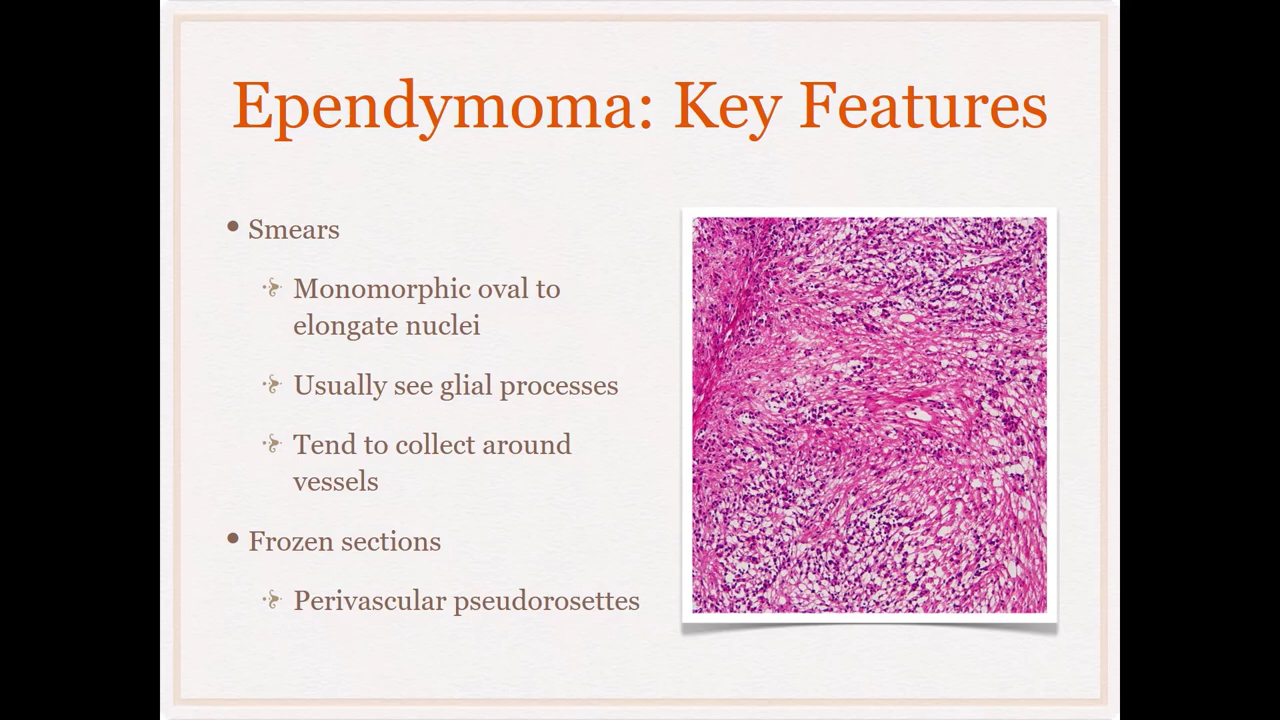 Ependymoma: Key Features
Smears
Monomorphic oval to
elongate nuclei
Usually see glial processes
Tend to collect around
vessels
Frozen sections
Perivascular pseudorosettes